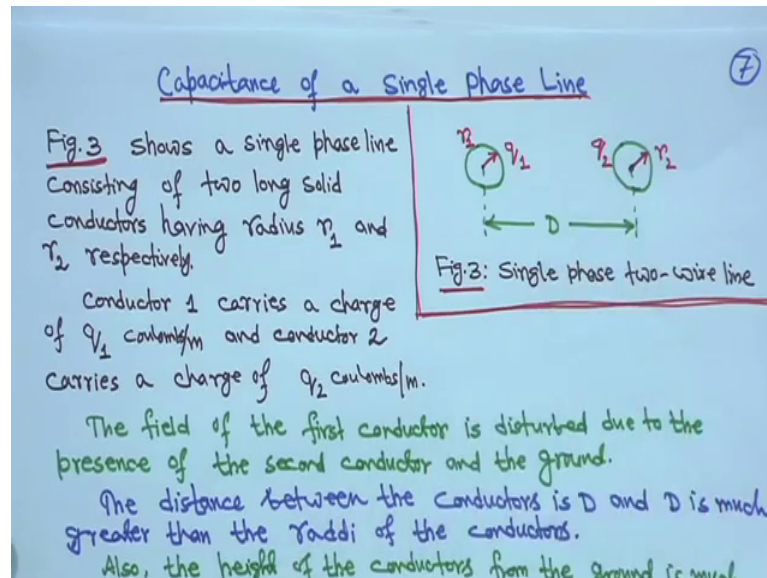 Capacitance of a Single Phase Line
7
Fig.3 shows a single phase line
consisting of two long solid
conductors having radius r1 and
r2 respectively.
r1 q1 q2 r2
D
Fig.3: Single phase two-wire line
Conductor 1 carries a charge
of q1 coulombs/m and conductor 2
carries a charge of q2 coulombs/m.
The field of the first conductor is disturbed due to the
presence of the second conductor and the ground.
The distance between the conductors is D and D is much
greater than the raddi of the conductors.
Also, the height of the conductors from the ground is much